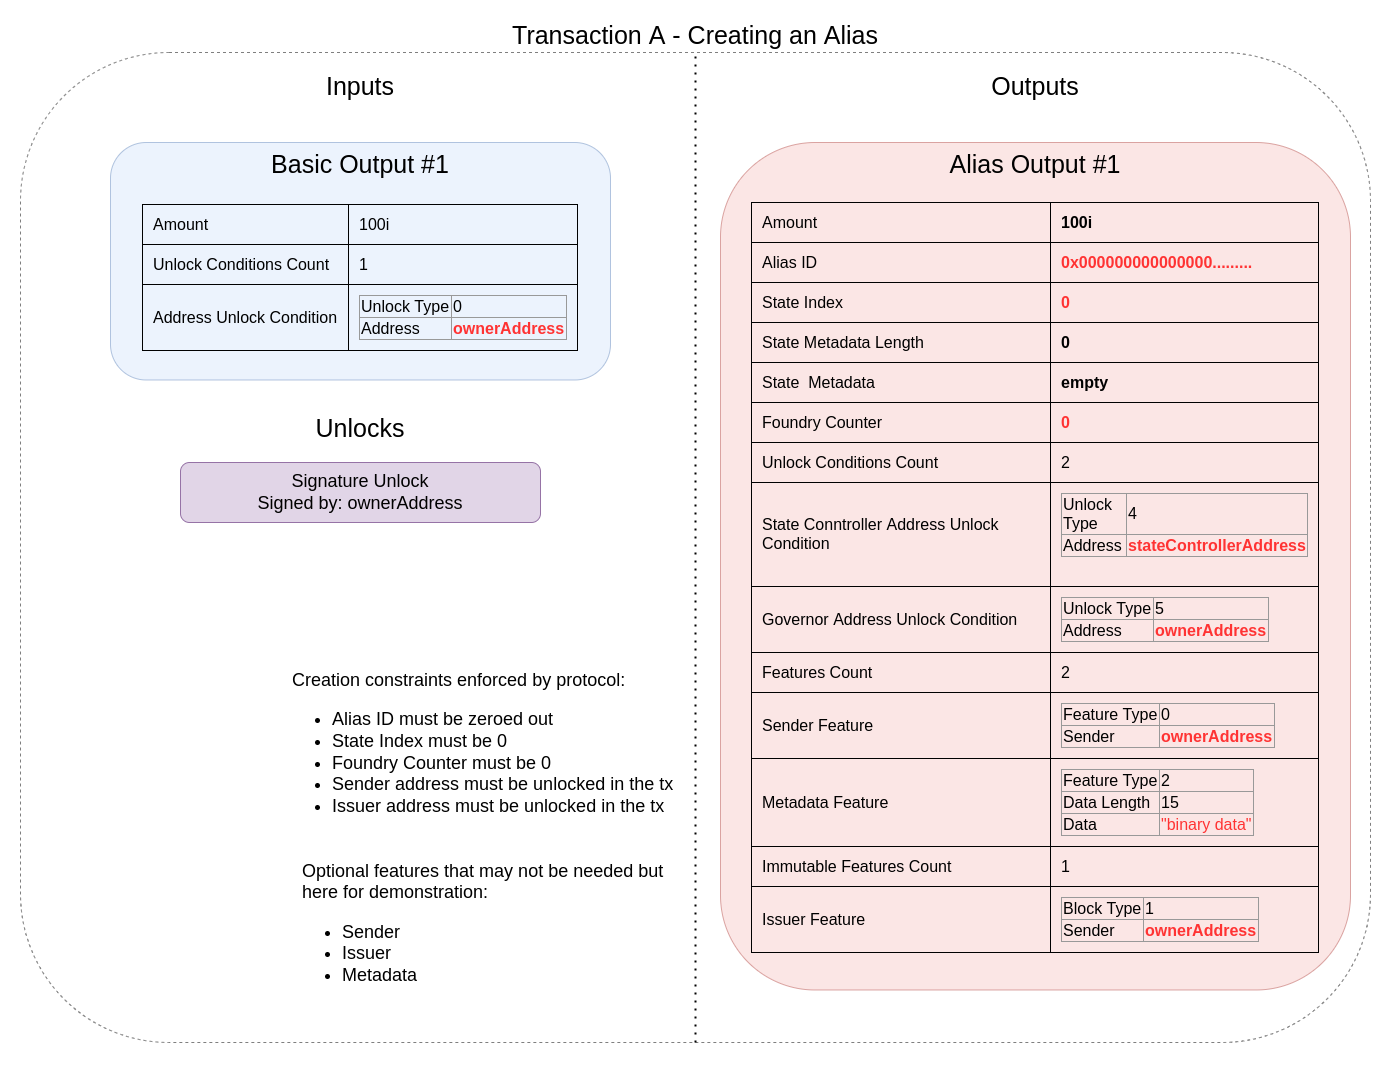 Transaction A - Creating an Alias
Inputs
Basic Output #1
Amount 100i
Unlock Conditions Count 1
Address Unlock Condition
Unlock Type 0
Address ownerAddress
Unlocks
Signature Unlock
Signed by: ownerAddress
Creation constraints enforced by protocol:
• Alias ID must be zeroed out
• State Index must be 0
• Foundry Counter must be 0
• Sender address must be unlocked in the tx
• Issuer address must be unlocked in the tx
Optional features that may not be needed but
here for demonstration:
• Sender
• Issuer
• Metadata
Outputs
Alias Output #1
Amount 100i
Alias ID 0x000000000000000.........
State Index 0
State Metadata Length 0
State  Metadata empty
Foundry Counter 0
Unlock Conditions Count 2
State Conntroller Address Unlock
Condition
Unlock
Type 4
Address stateControllerAddress
Governor Address Unlock Condition
Unlock Type 5
Address ownerAddress
Features Count 2
Sender Feature
Feature Type 0
Sender ownerAddress
Metadata Feature
Feature Type 2
Data Length 15
Data "binary data"
Immutable Features Count 1
Issuer Feature
Block Type 1
Sender ownerAddress